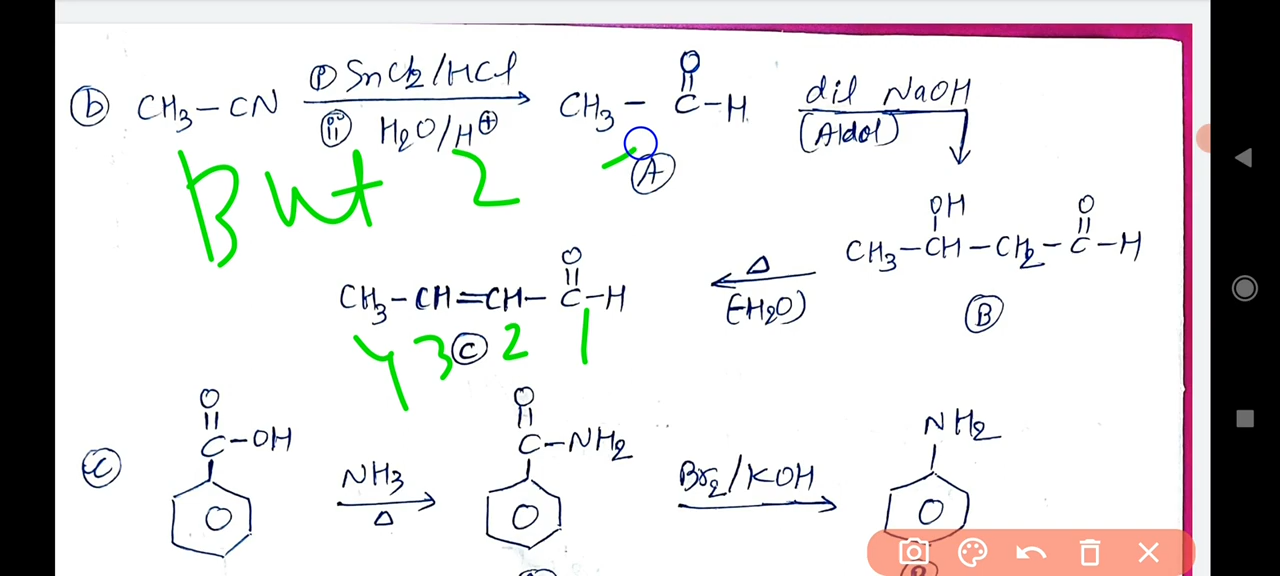 (b) CH3-CN (i) SnCl2/HCl (ii) H2O/H⊕ CH3-C(=O)-H (A) dil NaOH (Aldol)
But 2
OH
CH3-CH-CH2-C(=O)-H (B)
Δ (-H2O)
CH3-CH=CH-C(=O)-H (C)
4 3 2 1
(C) C(=O)-OH NH3 Δ C(=O)-NH2 Br2/KOH NH2